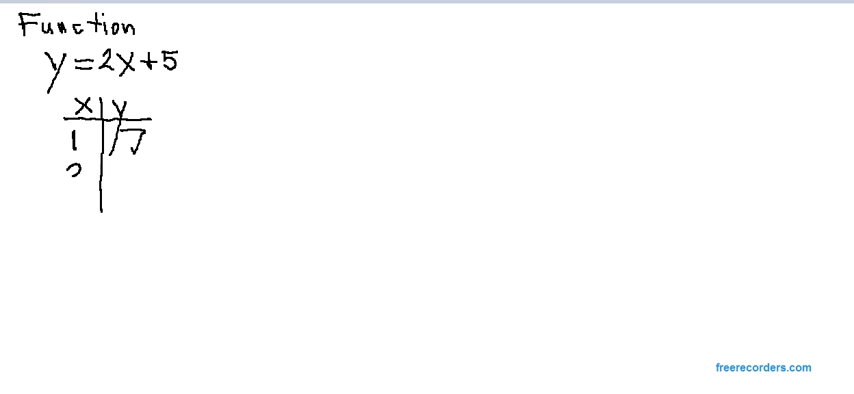 Function
y = 2x + 5
x | y
1 | 7
2
freerecorders.com